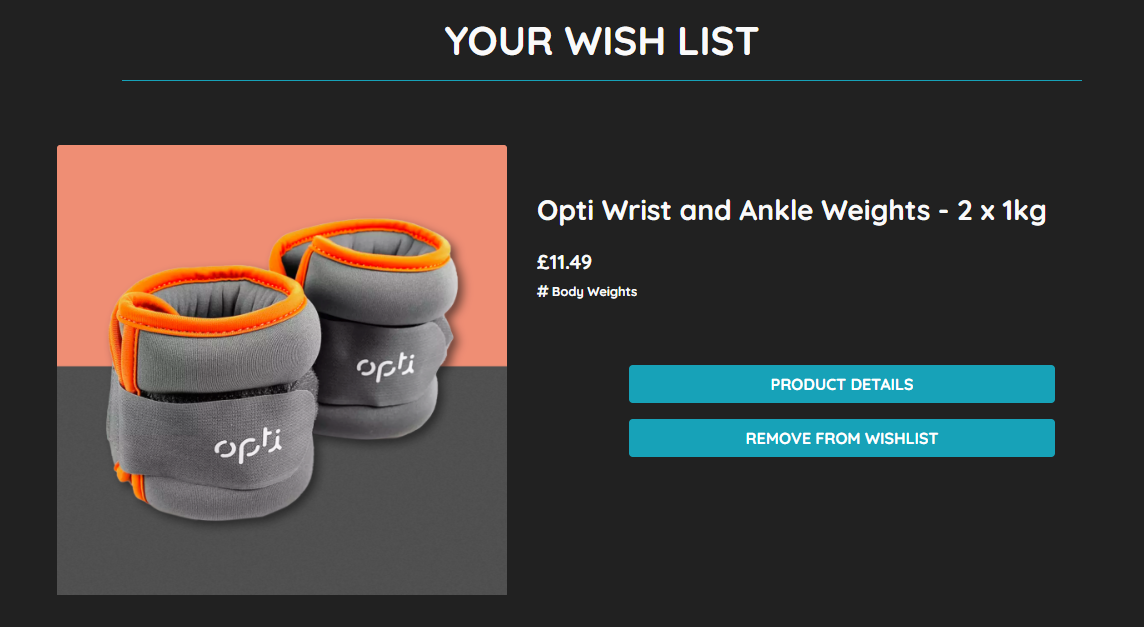 YOUR WISH LIST
Opti Wrist and Ankle Weights - 2 x 1kg
£11.49
# Body Weights
opti
opti
PRODUCT DETAILS
REMOVE FROM WISHLIST